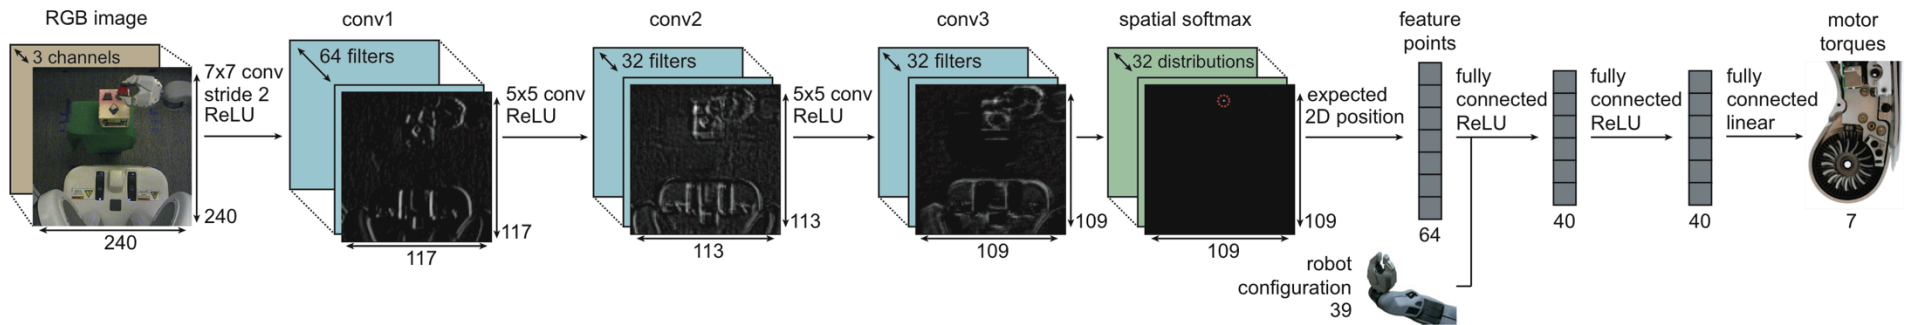 RGB image
3 channels
240
240
7x7 conv
stride 2
ReLU
conv1
64 filters
117
117
5x5 conv
ReLU
conv2
32 filters
113
113
5x5 conv
ReLU
conv3
32 filters
109
109
spatial softmax
32 distributions
109
109
expected
2D position
feature
points
64
robot
configuration
39
fully
connected
ReLU
40
fully
connected
ReLU
40
fully
connected
linear
motor
torques
7